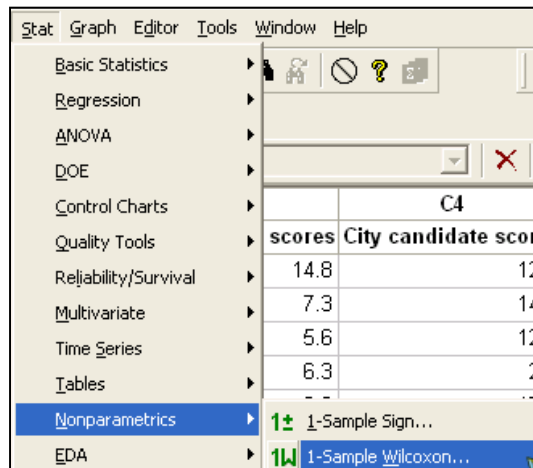 Stat Graph Editor Tools Window Help
Basic Statistics
Regression
ANOVA
DOE
Control Charts
Quality Tools
Reliability/Survival
Multivariate
Time Series
Tables
Nonparametrics
EDA
C4
scores City candidate
14.8
7.3
5.6
6.3
1± 1-Sample Sign...
1W 1-Sample Wilcoxon...